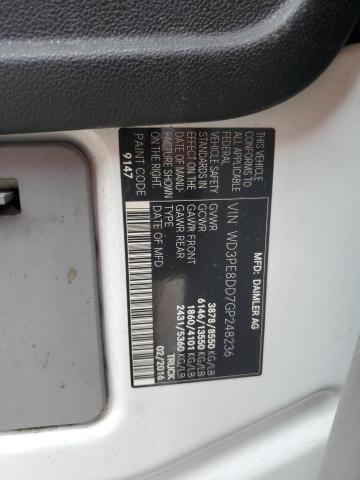 MFD BY: DAIMLER AG
VIN WD3PE8DD7GP248236
GVWR 3878/8550 KG/LB
GCWR 6146/13550 KG/LB
GAWR FRONT 1860/4101 KG/LB
GAWR REAR 2431/5360 KG/LB
DATE OF MFD 02/2016 TRUCK
THIS VEHICLE CONFORMS TO
ALL APPLICABLE
FEDERAL MOTOR
VEHICLE SAFETY
STANDARDS IN
EFFECT ON THE
DATE OF MANU-
FACTURE SHOWN
ON THE RIGHT.
PAINT CODE
9147